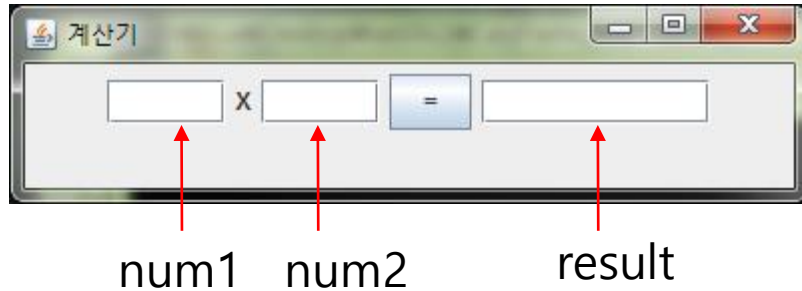 계산기
X =
num1 num2 result